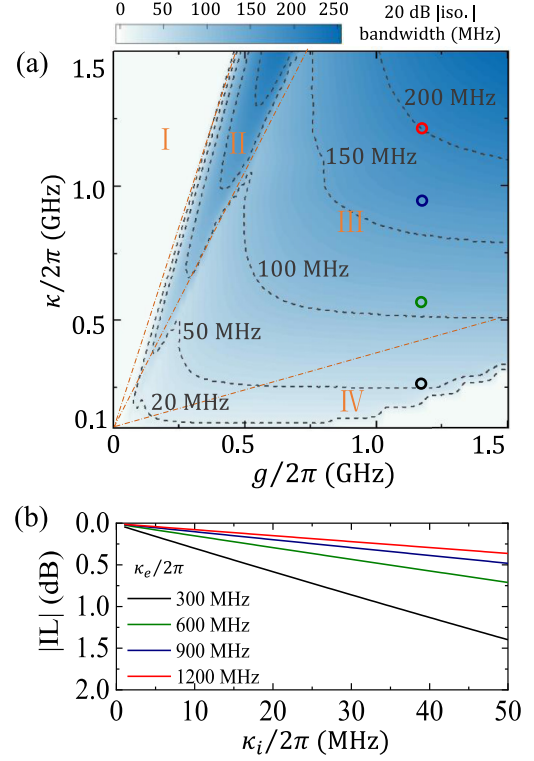 0 50 100 150 200 250
20 dB |iso.|
bandwidth (MHz)
(a)
1.5
1.0
0.5
0.1
κ/2π
(GHz)
I
II
III
IV
200 MHz
150 MHz
100 MHz
50 MHz
20 MHz
0 0.5 1.0 1.5
g/2π (GHz)
(b)
0.0
0.5
1.0
1.5
2.0
|IL| (dB)
κₑ/2π
300 MHz
600 MHz
900 MHz
1200 MHz
0 10 20 30 40 50
κᵢ/2π (MHz)